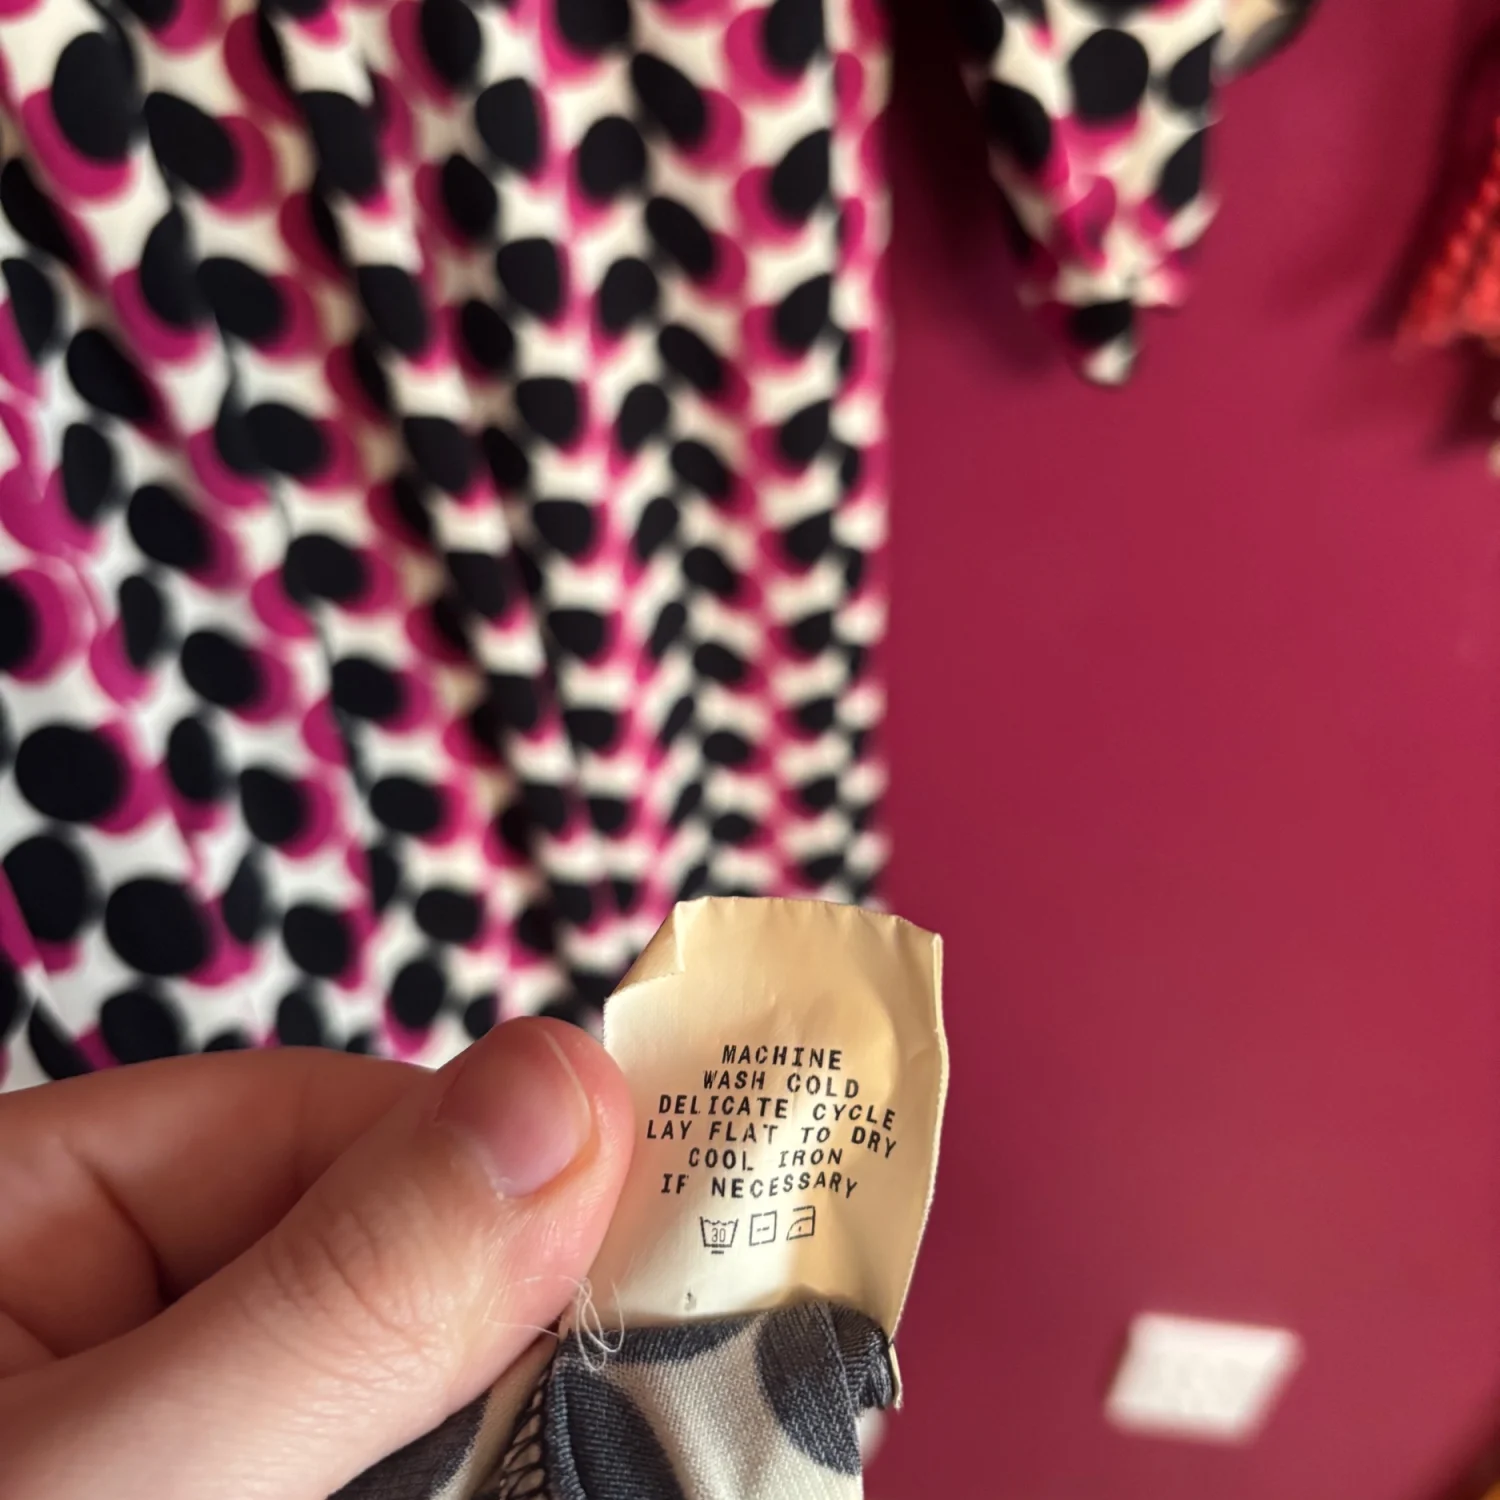 MACHINE
WASH COLD
DELICATE CYCLE
LAY FLAT TO DRY
COOL IRON
IF NECESSARY
30